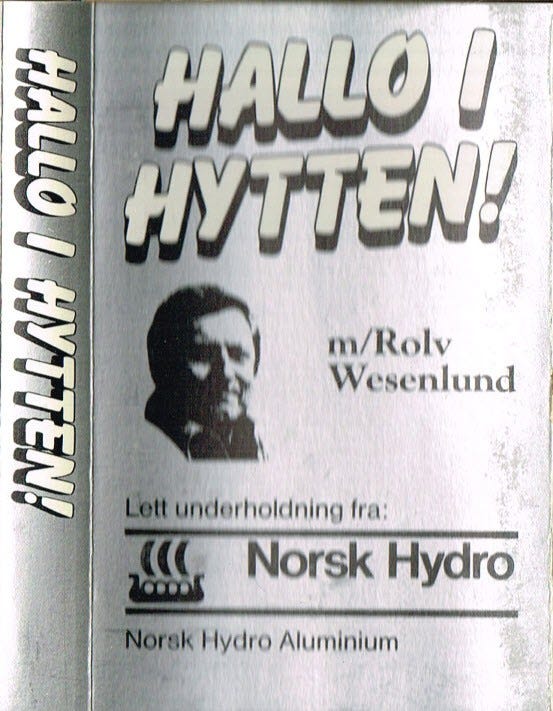 HALLO I HYTTEN!
HALLO I
HYTTEN!
m/Rolv
Wesenlund
Lett underholdning fra:
Norsk Hydro
Norsk Hydro Aluminium